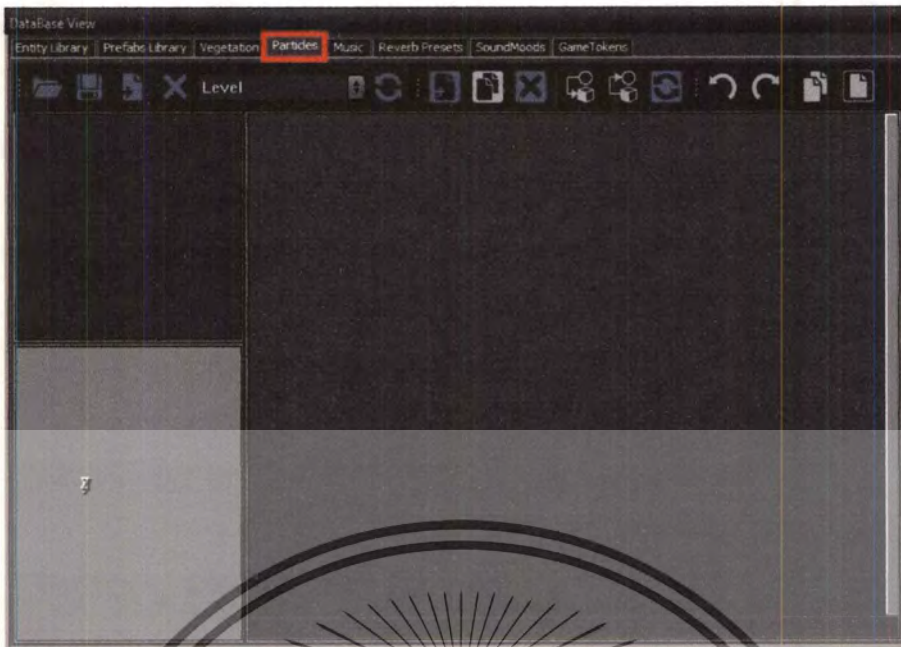 DataBase View
Entity Library Prefabs Library Vegetation Particles Music Reverb Presets SoundMoods GameTokens
Level